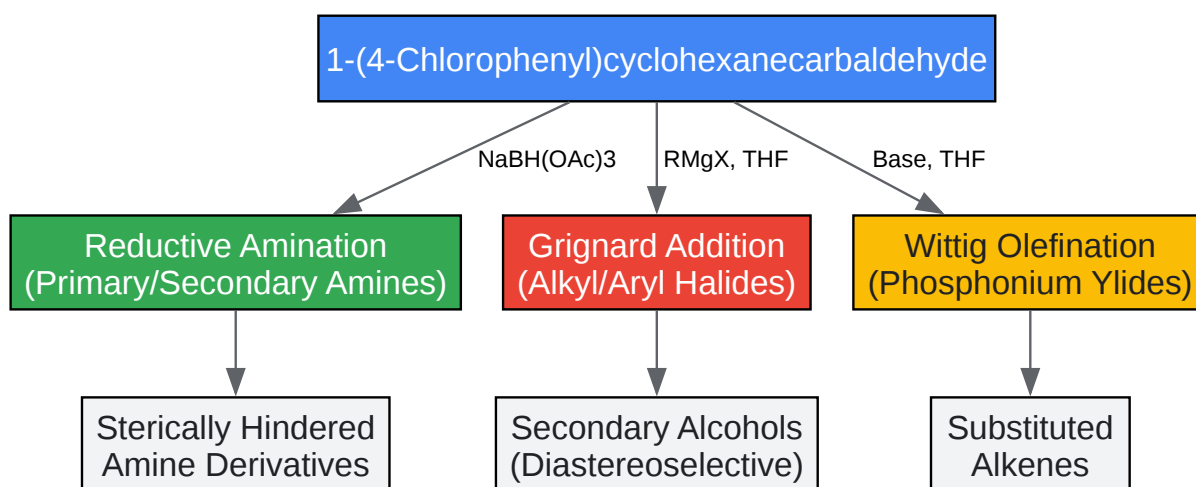 1-(4-Chlorophenyl)cyclohexanecarbaldehyde
NaBH(OAc)3
RMgX, THF
Base, THF
Reductive Amination
(Primary/Secondary Amines)
Grignard Addition
(Alkyl/Aryl Halides)
Wittig Olefination
(Phosphonium Ylides)
Sterically Hindered
Amine Derivatives
Secondary Alcohols
(Diastereoselective)
Substituted
Alkenes